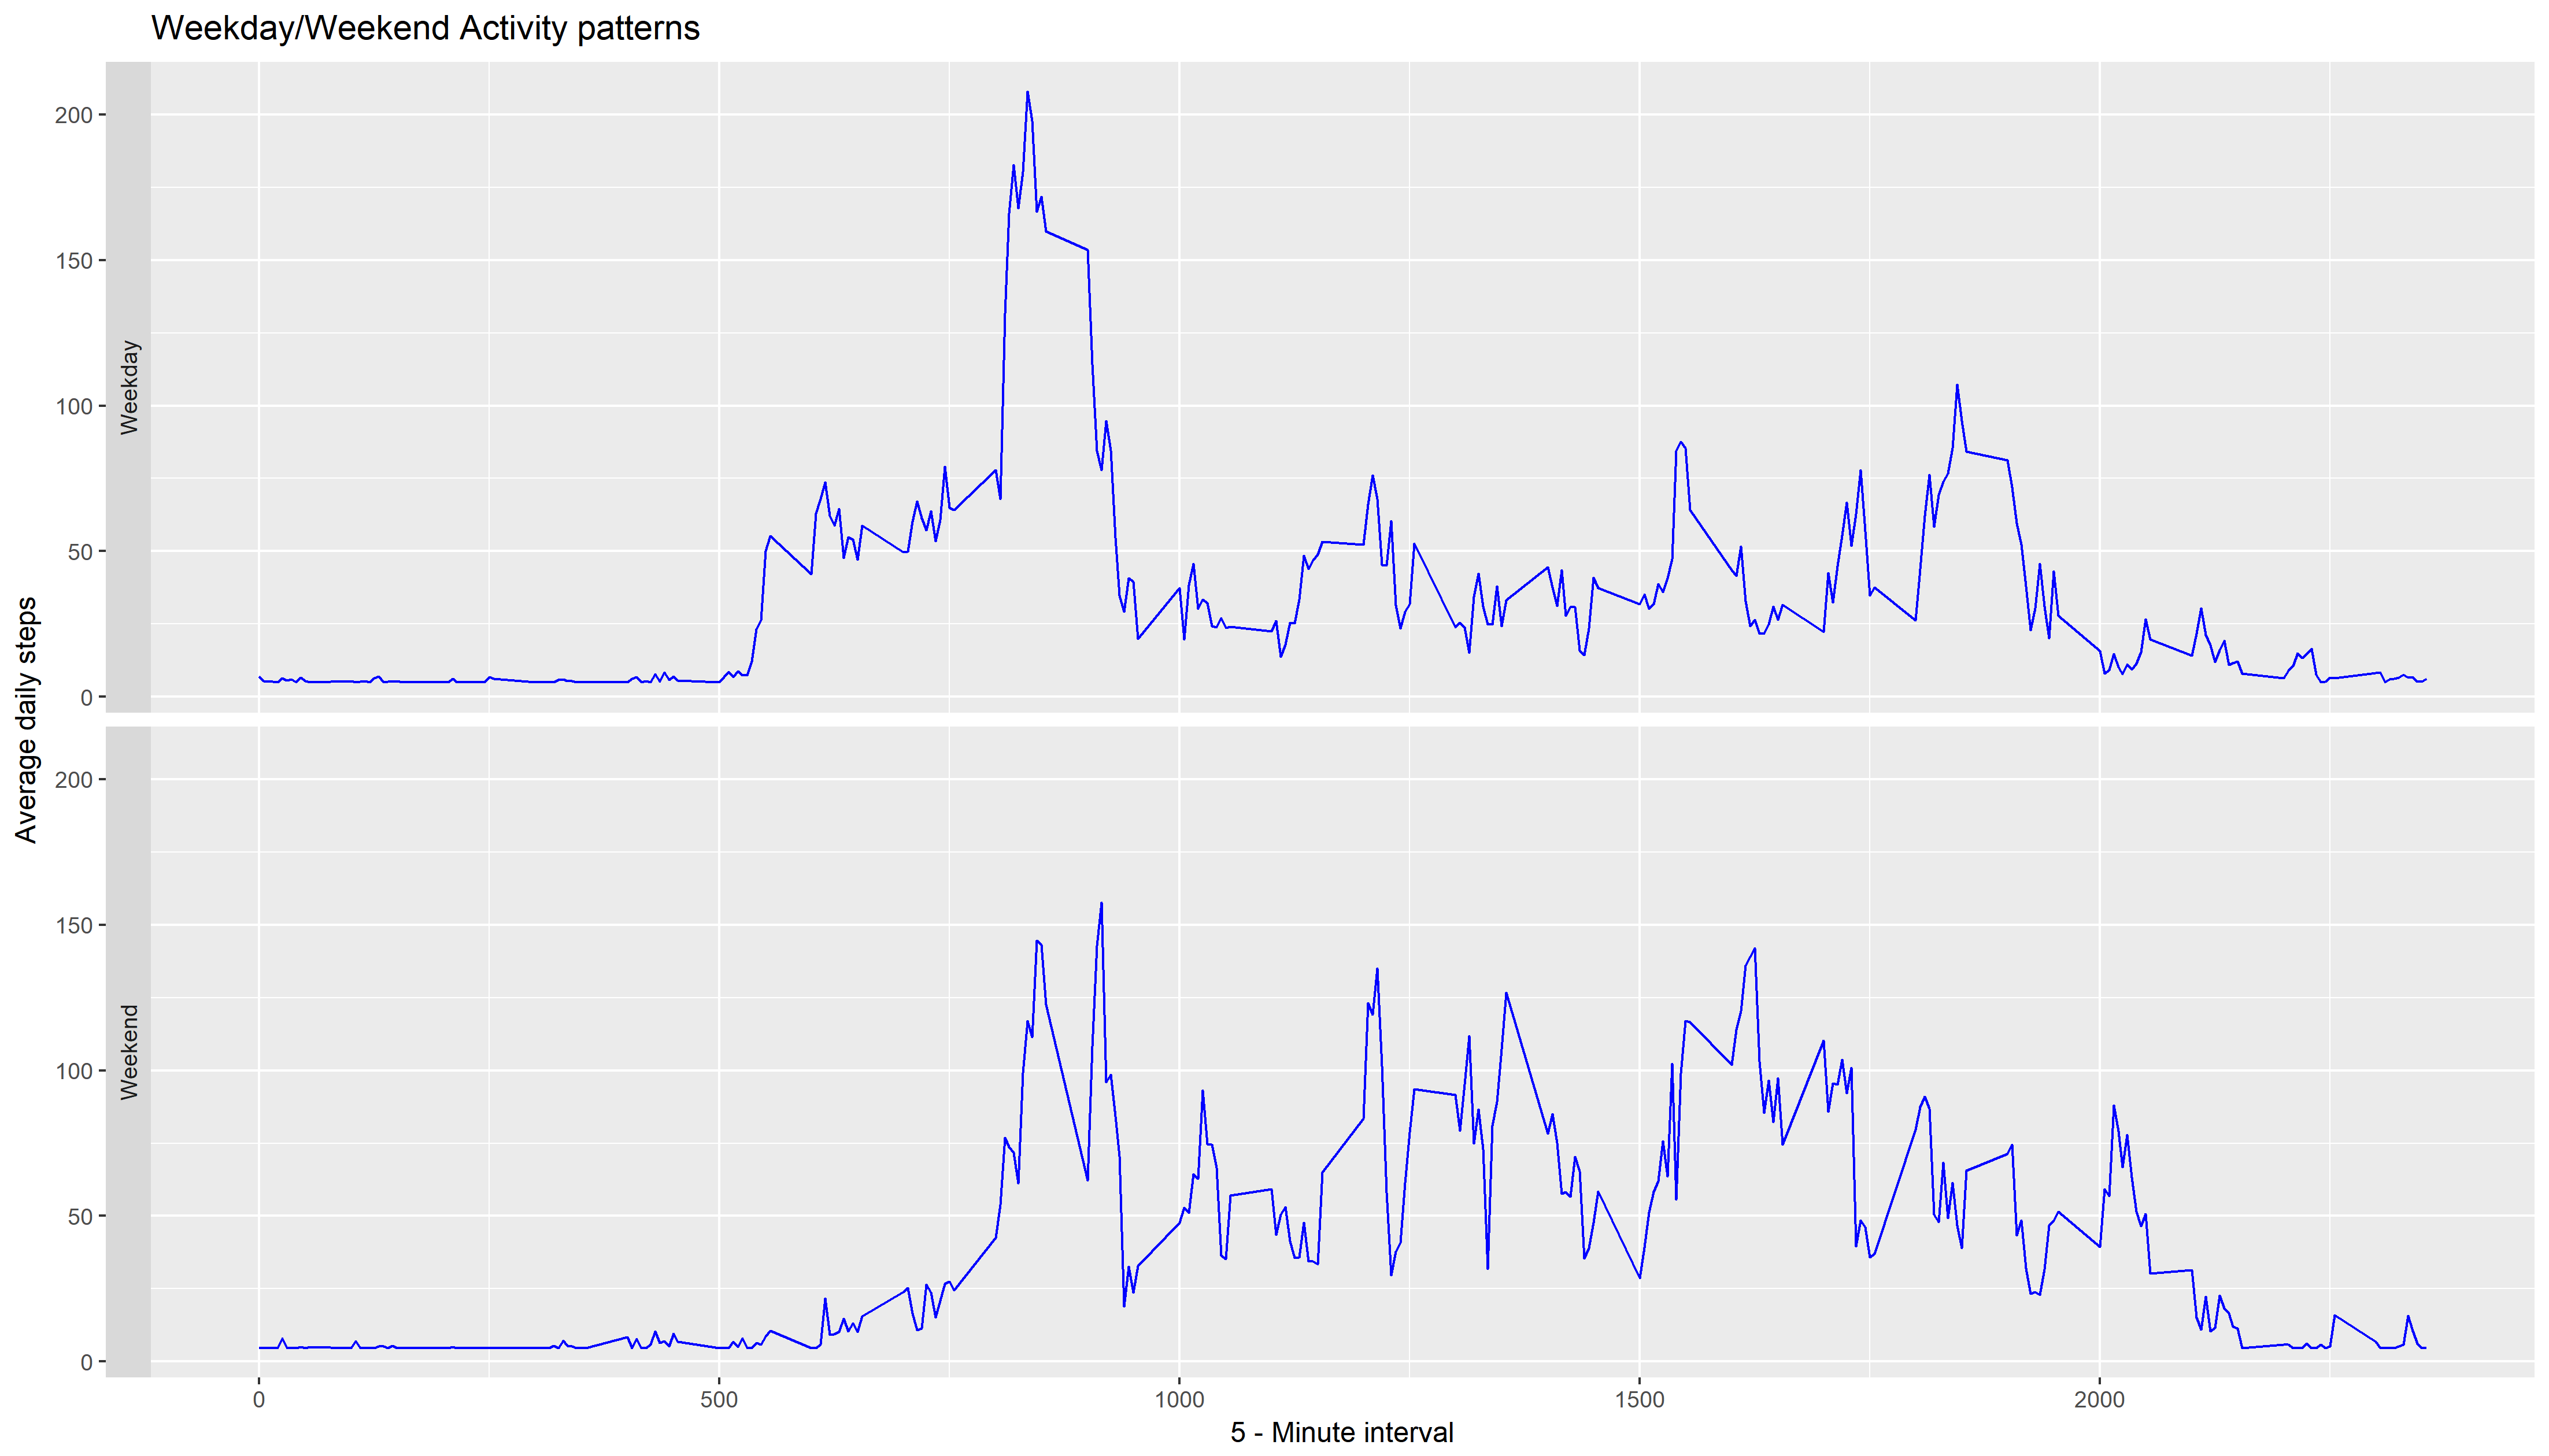 Weekday/Weekend Activity patterns
200
150
100
50
0
Weekday
200
150
100
50
0
Weekend
Average daily steps
0 500 1000 1500 2000
5 - Minute interval